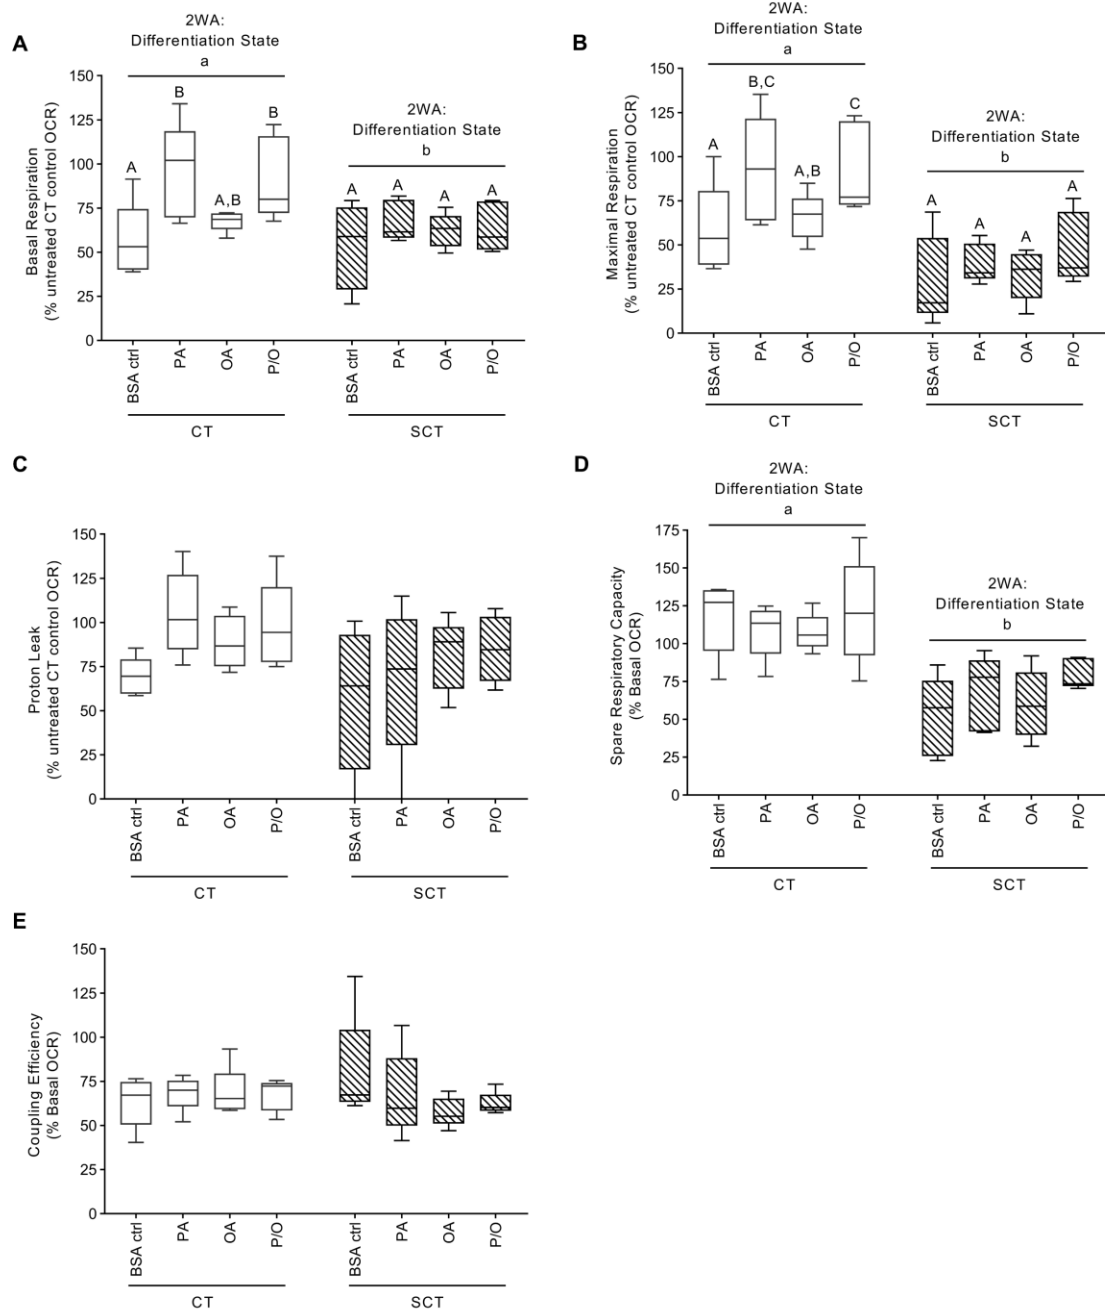 A
2WA:
Differentiation State
a
Basal Respiration
(% untreated CT control OCR)
150
125
100
75
50
25
0
A
B
A,B
B
2WA:
Differentiation State
b
A
A
A
A
BSA ctrl
PA
OA
P/O
BSA ctrl
PA
OA
P/O
CT
SCT
B
2WA:
Differentiation State
a
Maximal Respiration
(% untreated CT control OCR)
150
125
100
75
50
25
0
A
B,C
A,B
C
2WA:
Differentiation State
b
A
A
A
A
BSA ctrl
PA
OA
P/O
BSA ctrl
PA
OA
P/O
CT
SCT
C
Proton Leak
(% untreated CT control OCR)
150
125
100
75
50
25
0
BSA ctrl
PA
OA
P/O
BSA ctrl
PA
OA
P/O
CT
SCT
D
2WA:
Differentiation State
a
Spare Respiratory Capacity
(% Basal OCR)
175
150
125
100
75
50
25
0
2WA:
Differentiation State
b
BSA ctrl
PA
OA
P/O
BSA ctrl
PA
OA
P/O
CT
SCT
E
Coupling Efficiency
(% Basal OCR)
150
125
100
75
50
25
0
BSA ctrl
PA
OA
P/O
BSA ctrl
PA
OA
P/O
CT
SCT